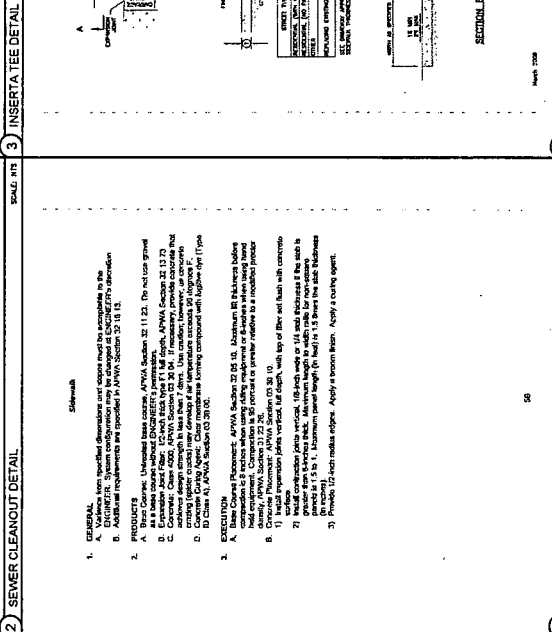 2 SEWER CLEANOUT DETAIL
SCALE: NTS
3 INSERTA TEE DETAIL
Sidewalk
1. GENERAL
A. Variance from specified dimensions and slopes must be acceptable to the
ENGINEER. System configuration may be changed at ENGINEER's discretion
B. Additional requirements are specified in APWA Section 32 16 13.
2. PRODUCTS
A. Base Course: Untreated base course, APWA Section 32 11 23. Do not use gravel
as a base course without ENGINEER's permission.
B. Expansion Joint Filler: 1/2-inch thick type F1 full depth, APWA Section 32 13 73
C. Concrete: Class 4000, APWA Section 03 30 04. If necessary, provide concrete that
achieves design strength in less than 7 days. Use caution; however, as concrete
crazing (spider cracks) may develop if air temperature exceeds 90 degrees F.
D. Concrete Curing Agent: Clear membrane forming compound with fugitive dye (Type
ID Class A), APWA Section 03 39 00.
3. EXECUTION
A. Base Course Placement: APWA Section 32 05 10. Maximum lift thickness before
compaction is 8 inches when using riding equipment or 6-inches when using hand
held equipment. Compaction is 95 percent or greater relative to a modified proctor
density, APWA Section 31 23 26.
B. Concrete Placement: APWA Section 03 30 10.
1) Install expansion joints vertical, full depth, with top of filler set flush with concrete
surface.
2) Install contraction joints vertical, 1/8-inch wide or 1/4 slab thickness if the slab is
greater than 6-inches thick. Maximum length to width ratio for non-square
panels is 1.5 to 1. Maximum panel length (in feet) is 1.5 times the slab thickness
(in inches).
3) Provide 1/2-inch radius edges. Apply a broom finish. Apply a curing agent.
58
A
EXPANSION
JOINT
STREET
OTHER
REPLACING EXISTING
WIDTH AS SPECIFIED
SECTION
March 2009